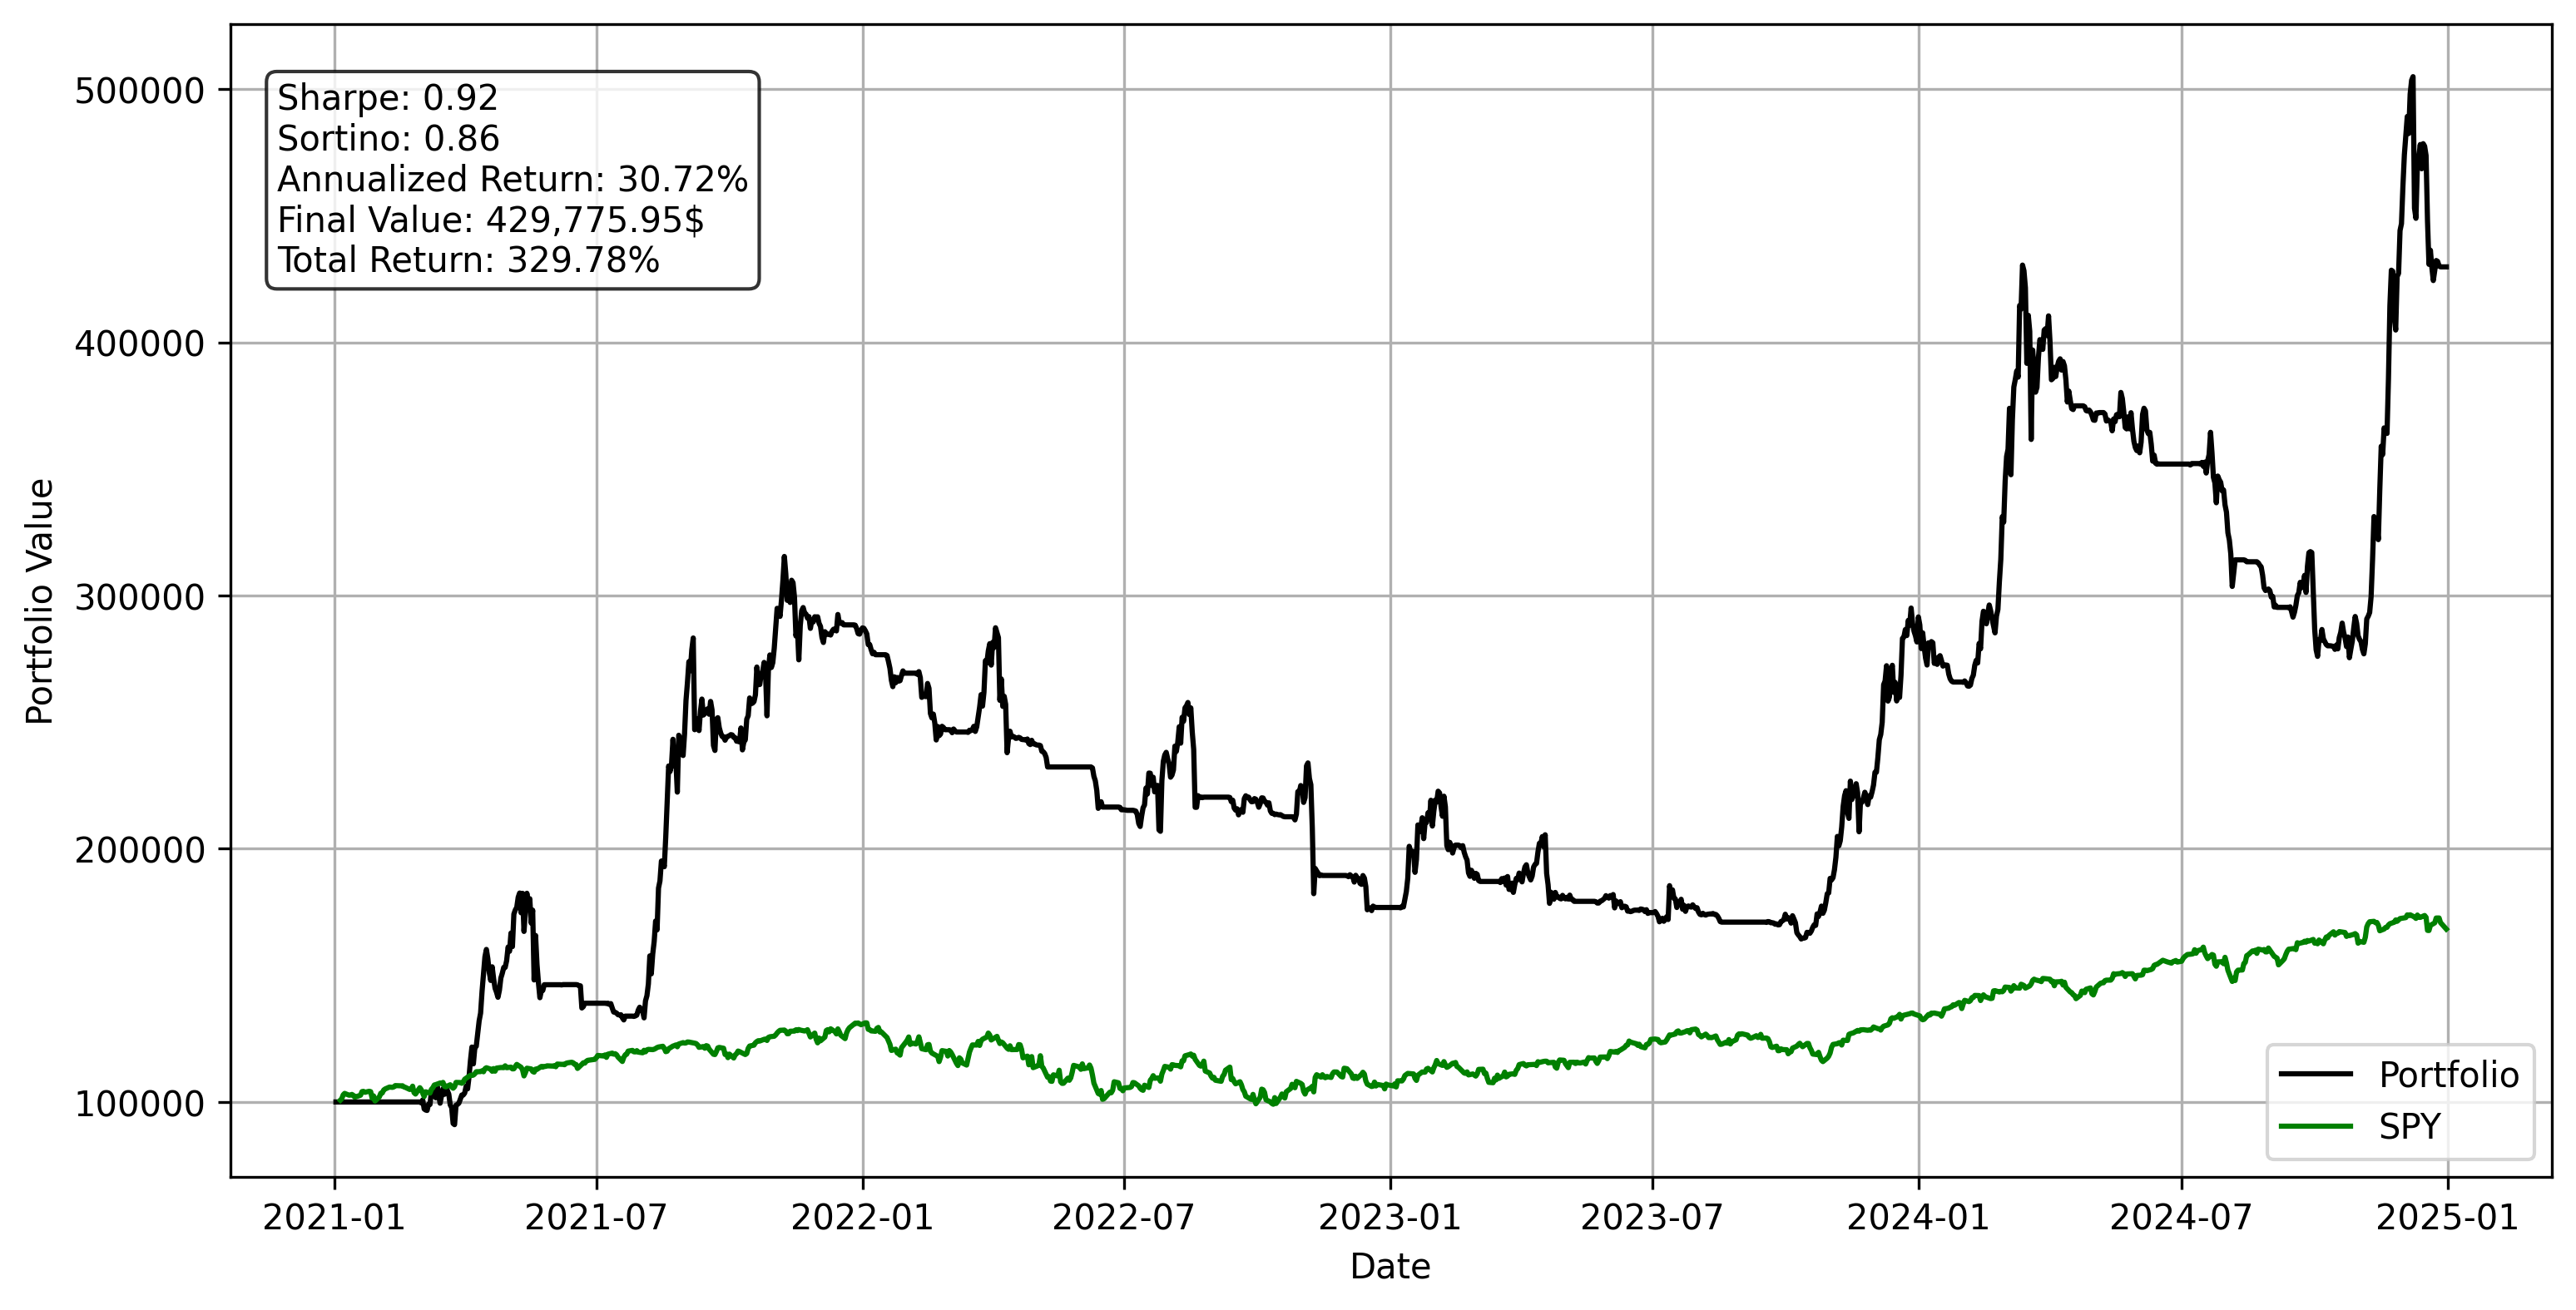 Sharpe: 0.92
Sortino: 0.86
Annualized Return: 30.72%
Final Value: 429,775.95$
Total Return: 329.78%
500000
400000
300000
200000
100000
Portfolio Value
Portfolio
SPY
2021-01
2021-07
2022-01
2022-07
2023-01
2023-07
2024-01
2024-07
2025-01
Date